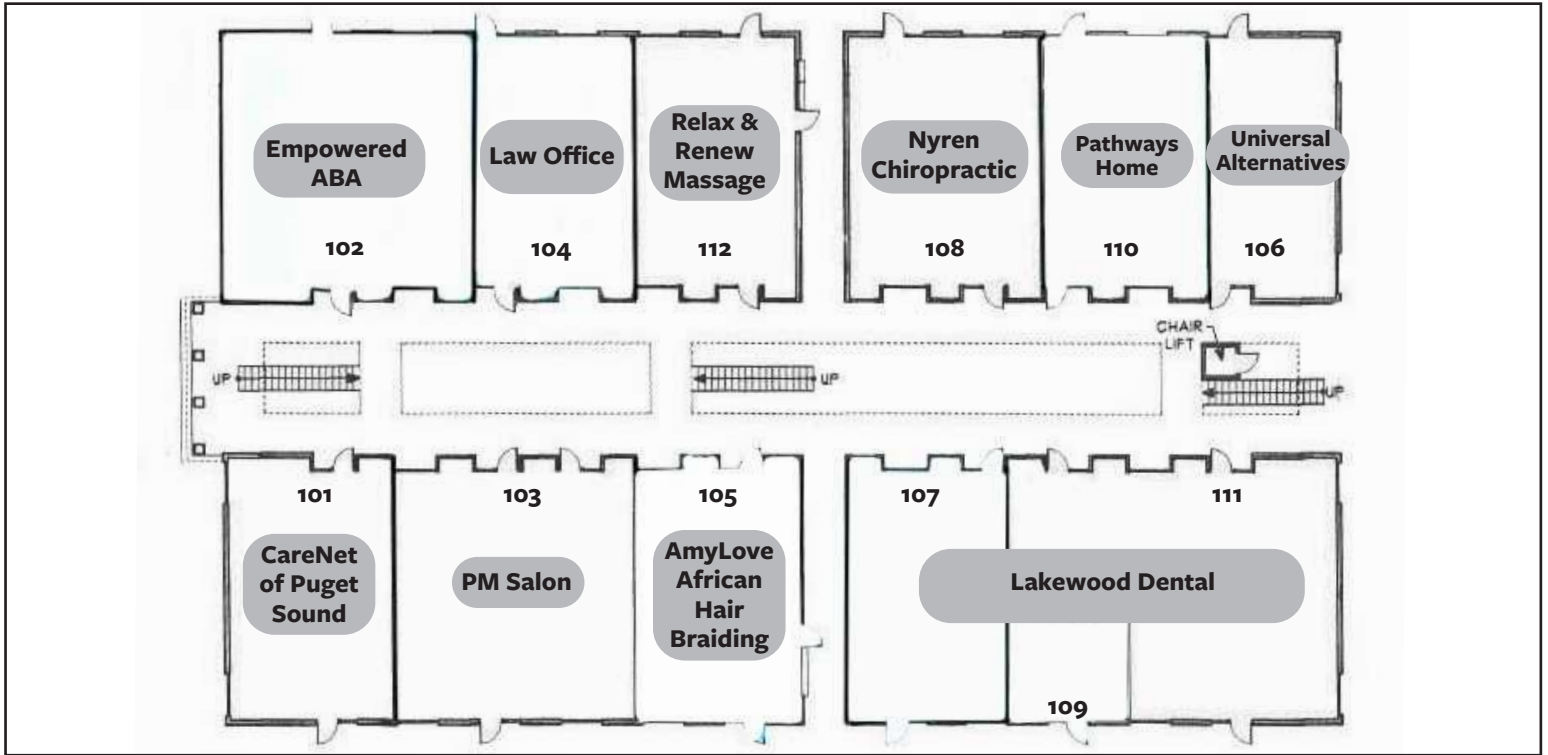 Empowered
ABA
102
Law Office
104
Relax &
Renew
Massage
112
Nyren
Chiropractic
108
Pathways
Home
110
Universal
Alternatives
106
CHAIR
LIFT
UP
UP
UP
101
CareNet
of Puget
Sound
103
PM Salon
105
AmyLove
African
Hair
Braiding
107
111
Lakewood Dental
109